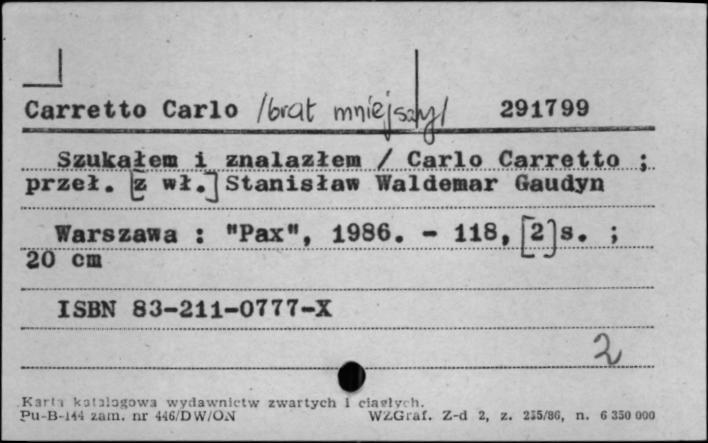 Carretto Carlo /brat mniejszy/ 291799
Szukałem i znalazłem / Carlo Carretto ;
przeł. [z wł.] Stanisław Waldemar Gaudyn
Warszawa : "Pax", 1986. - 118, [2] s. ;
20 cm
ISBN 83-211-0777-X
2
Karta katalogowa wydawnictw zwartych i ciągłych.
Pu-B-144 zam. nr 446/DW/ON WZGraf. Z-d 2, z. 235/86, n. 6 350 000